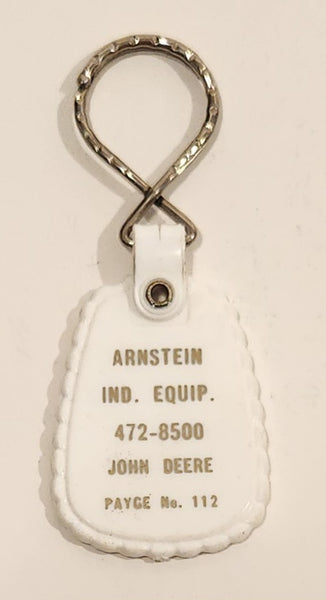 ARNSTEIN
IND. EQUIP.
472-8500
JOHN DEERE
PAYGE No. 112